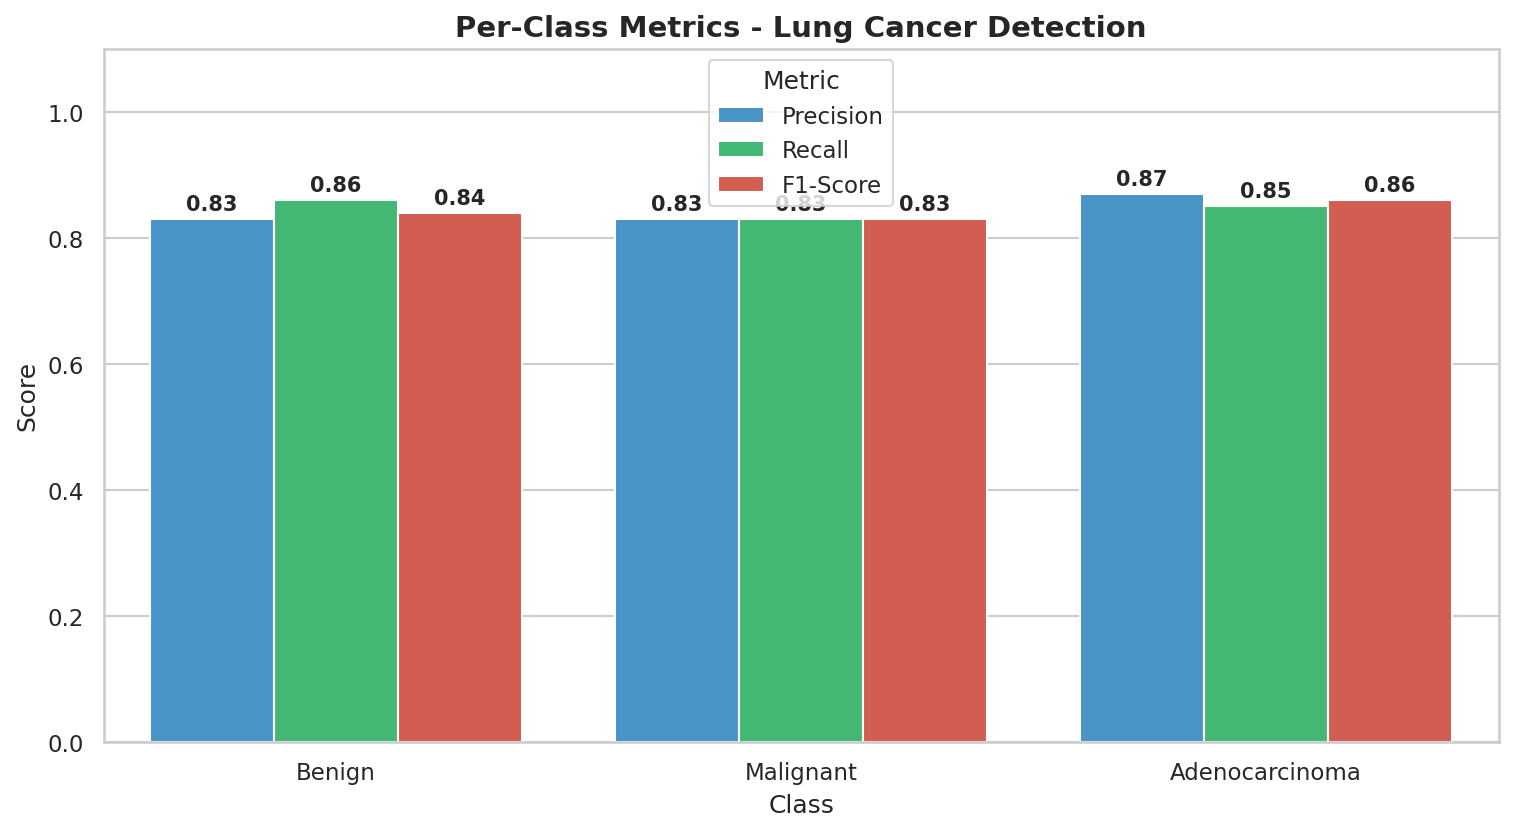 Per-Class Metrics - Lung Cancer Detection
Metric
Precision
Recall
F1-Score
1.0
0.8
0.6
0.4
0.2
0.0
Score
0.83
0.86
0.84
0.83
0.83
0.83
0.87
0.85
0.86
Benign
Malignant
Adenocarcinoma
Class